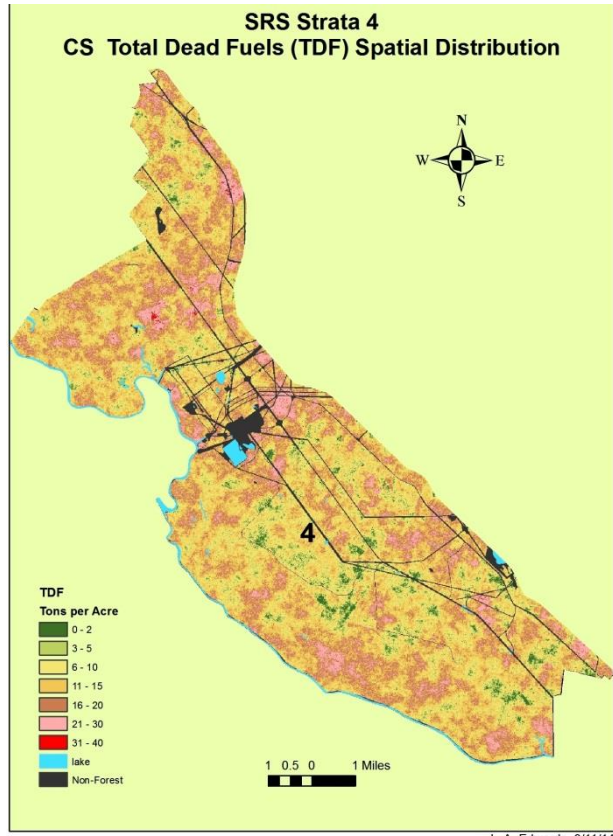 SRS Strata 4
CS Total Dead Fuels (TDF) Spatial Distribution
N
W
E
S
4
TDF
Tons per Acre
0 - 2
3 - 5
6 - 10
11 - 15
16 - 20
21 - 30
31 - 40
lake
Non-Forest
1 0.5 0 1 Miles